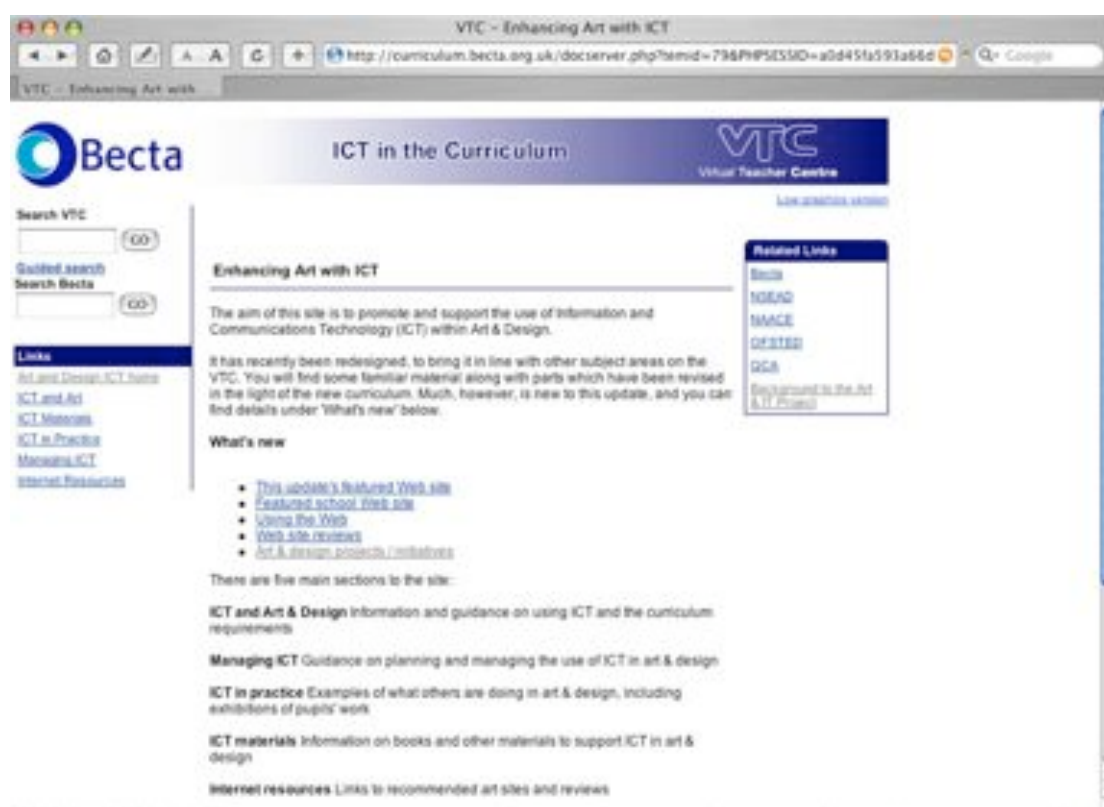 VTC - Enhancing Art with ICT
A A
http://curriculum.becta.org.uk/docserver.php?temid=79&PHPSESSID=a0d45fa593a66d
Google
VTC - Enhancing Art with
Becta
ICT in the Curriculum
VTC
Virtual Teacher Centre
Low graphics version
Search VTC
GO
Guided search
Search Becta
GO
Links
Art and Design ICT home
ICT and Art
ICT Materials
ICT in Practice
Managing ICT
Internet Resources
Enhancing Art with ICT
The aim of this site is to promote and support the use of Information and
Communications Technology (ICT) within Art & Design.
It has recently been redesigned, to bring it in line with other subject areas on the
VTC. You will find some familiar material along with parts which have been revised
in the light of the new curriculum. Much, however, is new to this update, and you can
find details under 'What's new' below.
What's new
This update's featured Web site
Featured school Web site
Using the Web
Web site reviews
Art & design projects / initiatives
There are five main sections to the site:
ICT and Art & Design Information and guidance on using ICT and the curriculum
requirements
Managing ICT Guidance on planning and managing the use of ICT in art & design
ICT in practice Examples of what others are doing in art & design, including
exhibitions of pupils' work
ICT materials Information on books and other materials to support ICT in art &
design
Internet resources Links to recommended art sites and reviews
Related Links
Becta
NSEAD
NAACE
OFSTED
QCA
Background to the Art
& IT Project